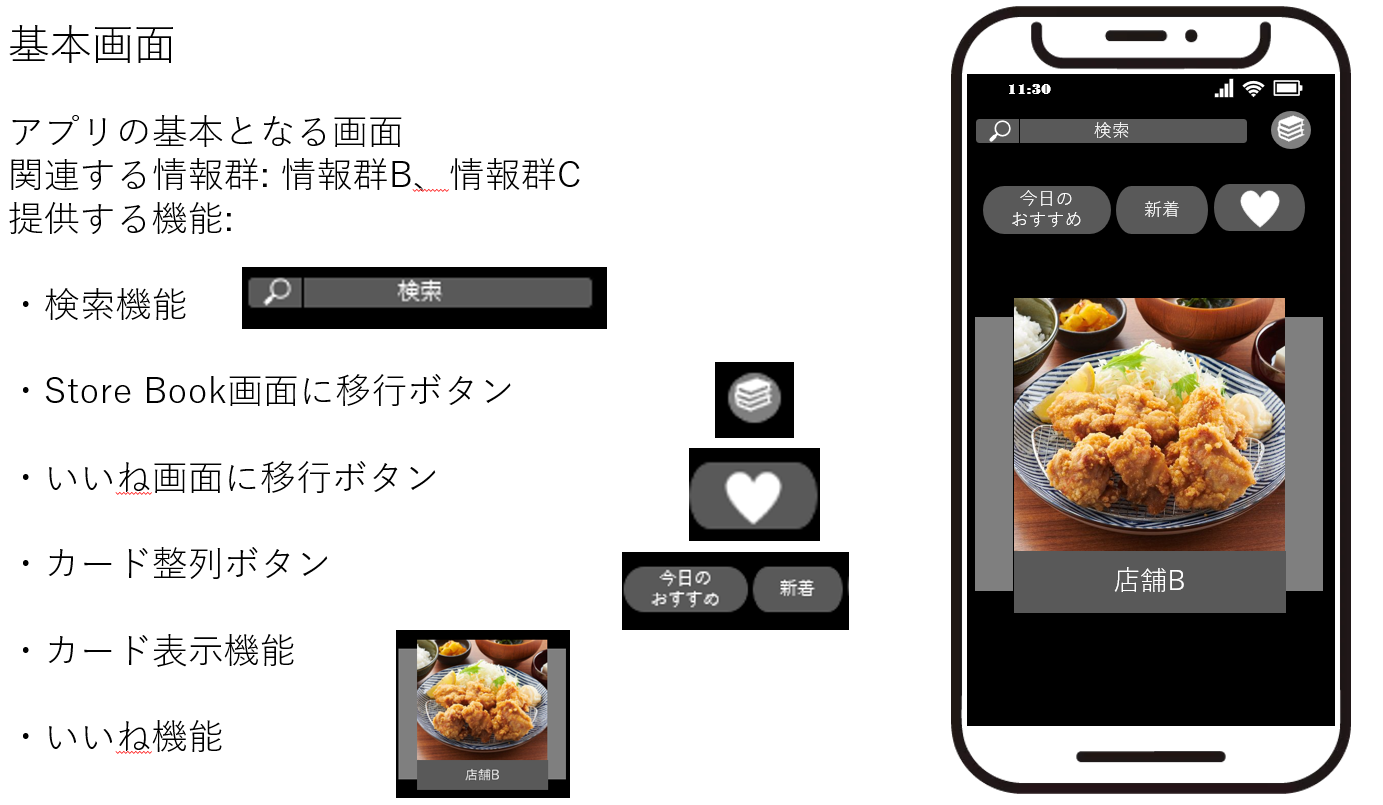 基本画面
アプリの基本となる画面
関連する情報群: 情報群B、情報群C
提供する機能:
・検索機能
検索
・Store Book画面に移行ボタン
・いいね画面に移行ボタン
・カード整列ボタン
今日の
おすすめ
新着
・カード表示機能
・いいね機能
店舗B
11:30
検索
今日の
おすすめ
新着
店舗B